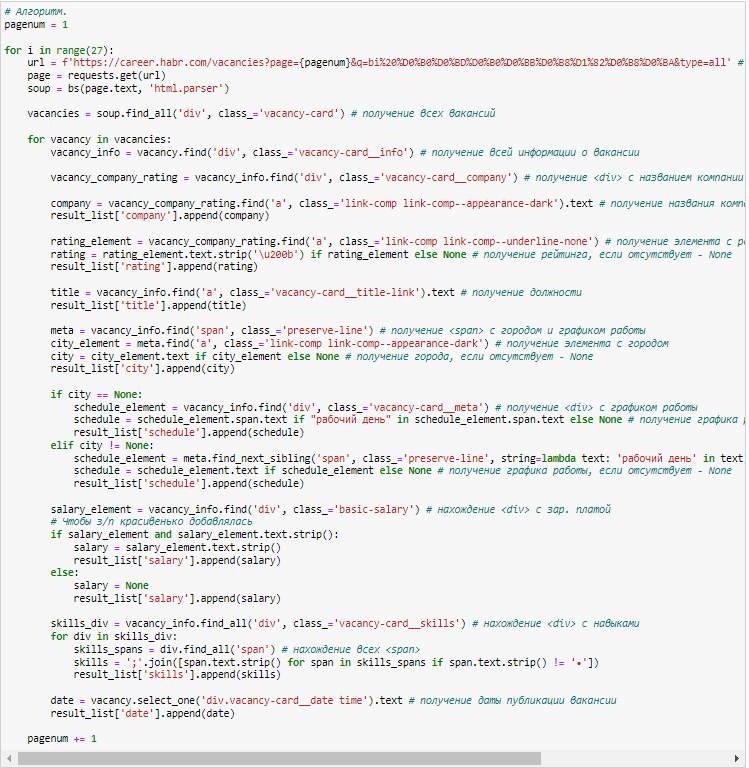 # Алгоритм.
pagenum = 1
for i in range(27):
url = f'https://career.habr.com/vacancies?page={pagenum}&q=bi%20%D0%B0%D0%BD%D0%B0%D0%BB%D0%B8%D1%82%D0%B8%D0%BA&type=all' #
page = requests.get(url)
soup = bs(page.text, 'html.parser')
vacancies = soup.find_all('div', class_='vacancy-card') # получение всех вакансий
for vacancy in vacancies:
vacancy_info = vacancy.find('div', class_='vacancy-card__info') # получение всей информации о вакансии
vacancy_company_rating = vacancy_info.find('div', class_='vacancy-card__company') # получение <div> с названием компании
company = vacancy_company_rating.find('a', class_='link-comp link-comp--appearance-dark').text # получение названия комп
result_list['company'].append(company)
rating_element = vacancy_company_rating.find('a', class_='link-comp link-comp--underline-none') # получение элемента с р
rating = rating_element.text.strip('\u200b') if rating_element else None # получение рейтинга, если отсутствует - None
result_list['rating'].append(rating)
title = vacancy_info.find('a', class_='vacancy-card__title-link').text # получение должности
result_list['title'].append(title)
meta = vacancy_info.find('span', class_='preserve-line') # получение <span> с городом и графиком работы
city_element = meta.find('a', class_='link-comp link-comp--appearance-dark') # получение элемента с городом
city = city_element.text if city_element else None # получение города, если отсутствует - None
result_list['city'].append(city)
if city == None:
schedule_element = vacancy_info.find('div', class_='vacancy-card__meta') # получение <div> с графиком работы
schedule = schedule_element.span.text if "рабочий день" in schedule_element.span.text else None # получение графика р
result_list['schedule'].append(schedule)
elif city != None:
schedule_element = meta.find_next_sibling('span', class_='preserve-line', string=lambda text: 'рабочий день' in text
schedule = schedule_element.text if schedule_element else None # получение графика работы, если отсутствует - None
result_list['schedule'].append(schedule)
salary_element = vacancy_info.find('div', class_='basic-salary') # нахождение <div> с зар. платой
# Чтобы з/п красивенько добавлялась
if salary_element and salary_element.text.strip():
salary = salary_element.text.strip()
result_list['salary'].append(salary)
else:
salary = None
result_list['salary'].append(salary)
skills_div = vacancy_info.find_all('div', class_='vacancy-card__skills') # нахождение <div> с навыками
for div in skills_div:
skills_spans = div.find_all('span') # нахождение всех <span>
skills = ';'.join([span.text.strip() for span in skills_spans if span.text.strip() != '•'])
result_list['skills'].append(skills)
date = vacancy.select_one('div.vacancy-card__date time').text # получение даты публикации вакансии
result_list['date'].append(date)
pagenum += 1